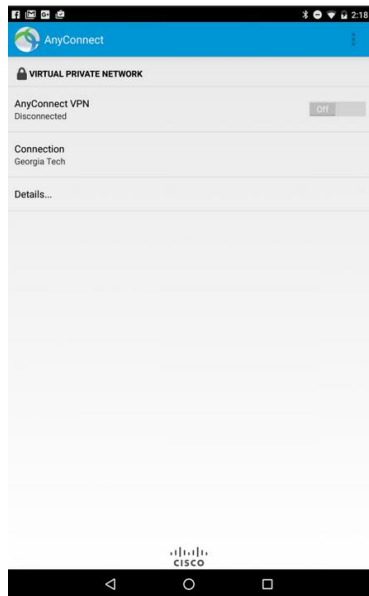 2:18
AnyConnect
VIRTUAL PRIVATE NETWORK
AnyConnect VPN
Disconnected
Off
Connection
Georgia Tech
Details...
CISCO